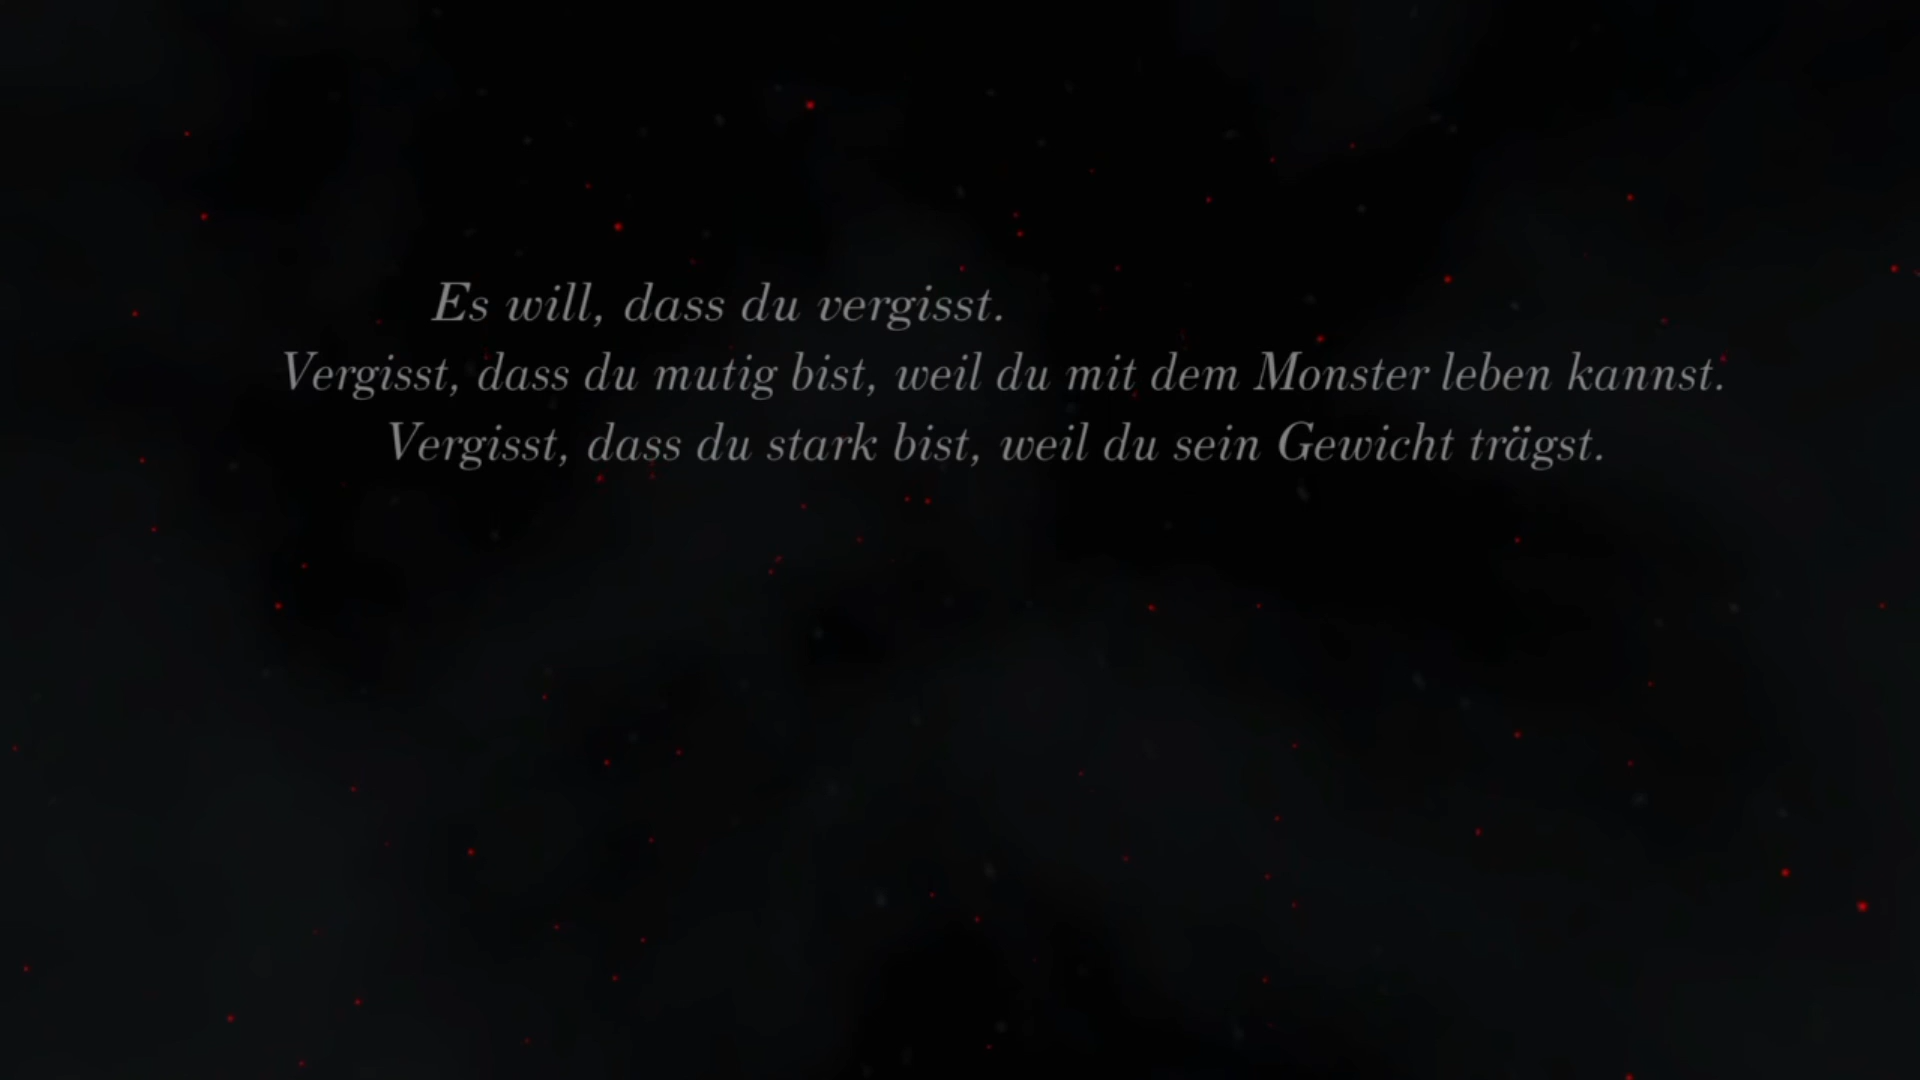 Es will, dass du vergisst.
Vergisst, dass du mutig bist, weil du mit dem Monster leben kannst.
Vergisst, dass du stark bist, weil du sein Gewicht trägst.